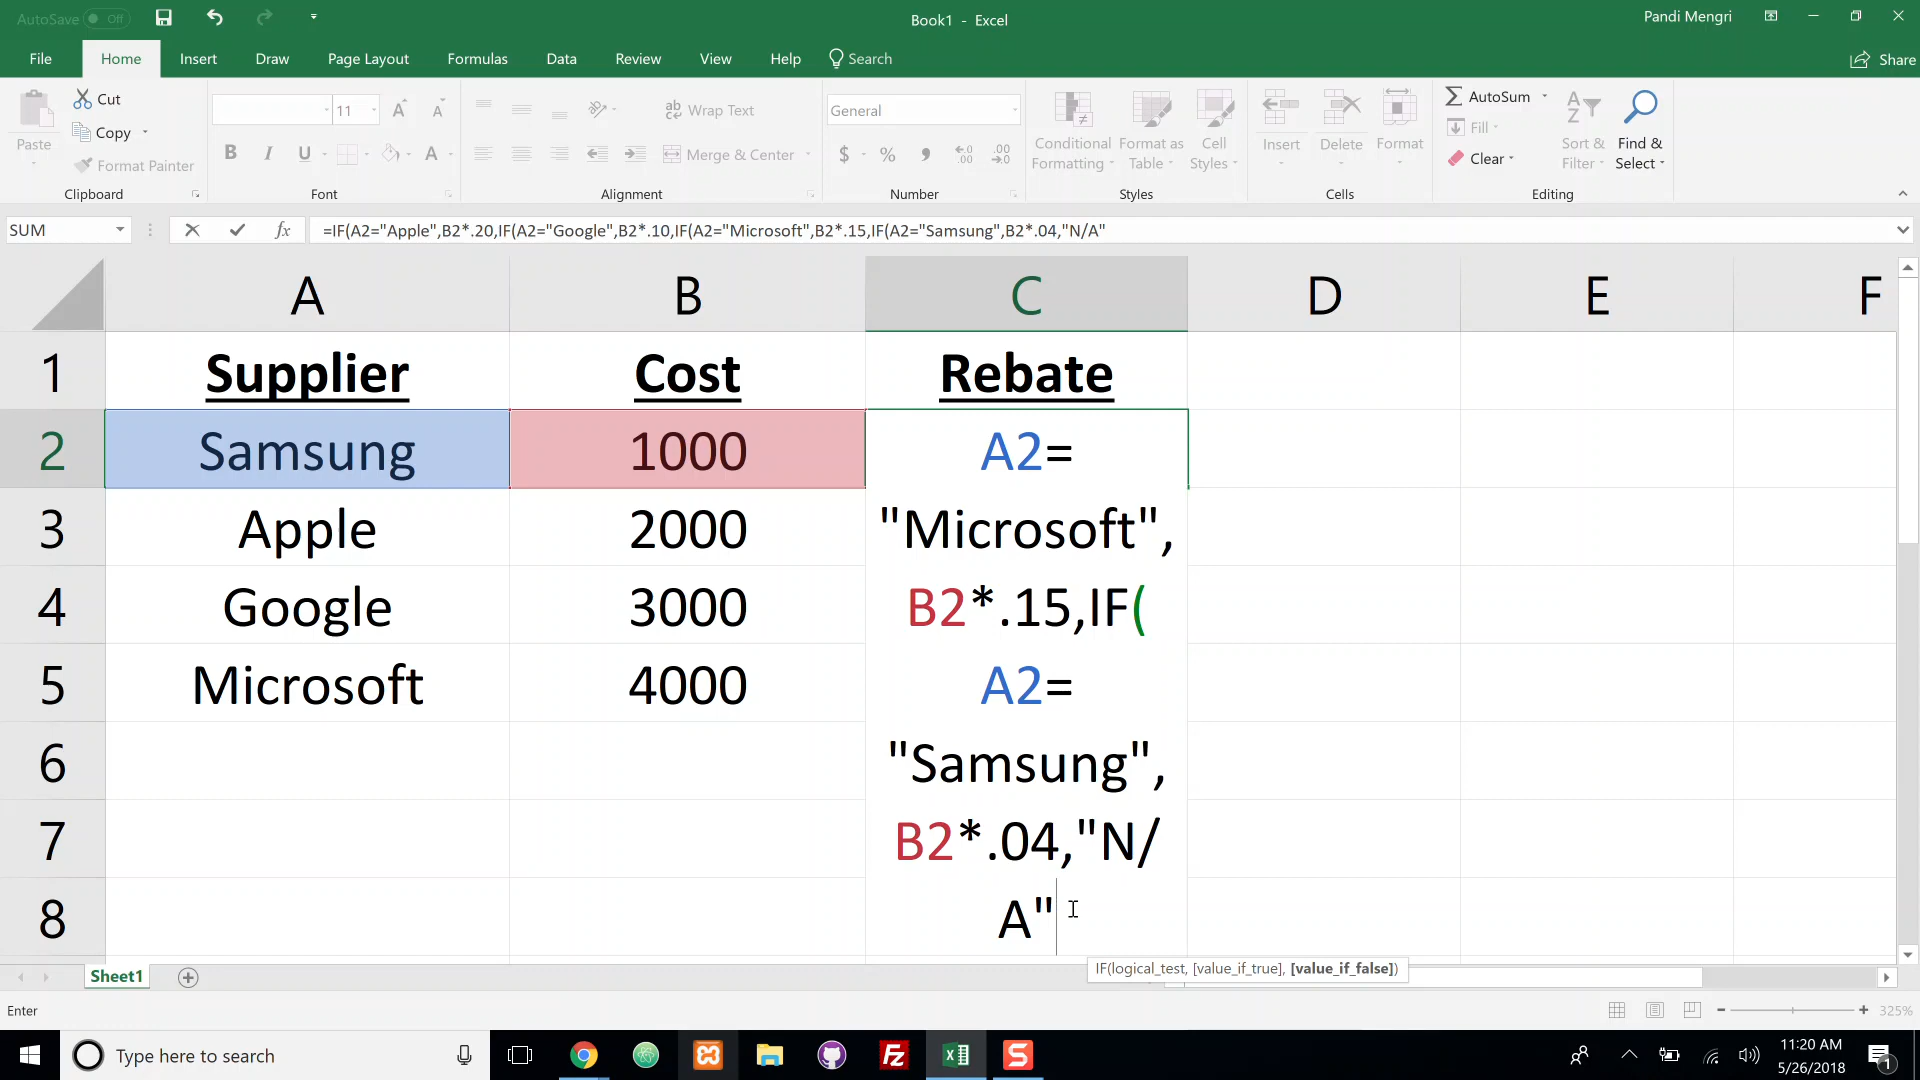 AutoSave Off
Book1 - Excel
Pandi Mengri
File Home Insert Draw Page Layout Formulas Data Review View Help Search
Share
Paste
Cut
Copy
Format Painter
Clipboard
11 A A
B I U A
Font
ab Wrap Text
Merge & Center
Alignment
General
$ % , .00 .00
Number
Conditional Formatting
Format as Table
Cell Styles
Styles
Insert Delete Format
Cells
AutoSum
Fill
Clear
Sort & Filter
Find & Select
Editing
SUM
fx
=IF(A2="Apple",B2*.20,IF(A2="Google",B2*.10,IF(A2="Microsoft",B2*.15,IF(A2="Samsung",B2*.04,"N/A"
A B C D E F
1 Supplier Cost Rebate
2 Samsung 1000 A2=
3 Apple 2000 "Microsoft",
4 Google 3000 B2*.15,IF(
5 Microsoft 4000 A2=
6 "Samsung",
7 B2*.04,"N/
8 A"
IF(logical_test, [value_if_true], [value_if_false])
Sheet1
Enter
325%
Type here to search
11:20 AM
5/26/2018
1